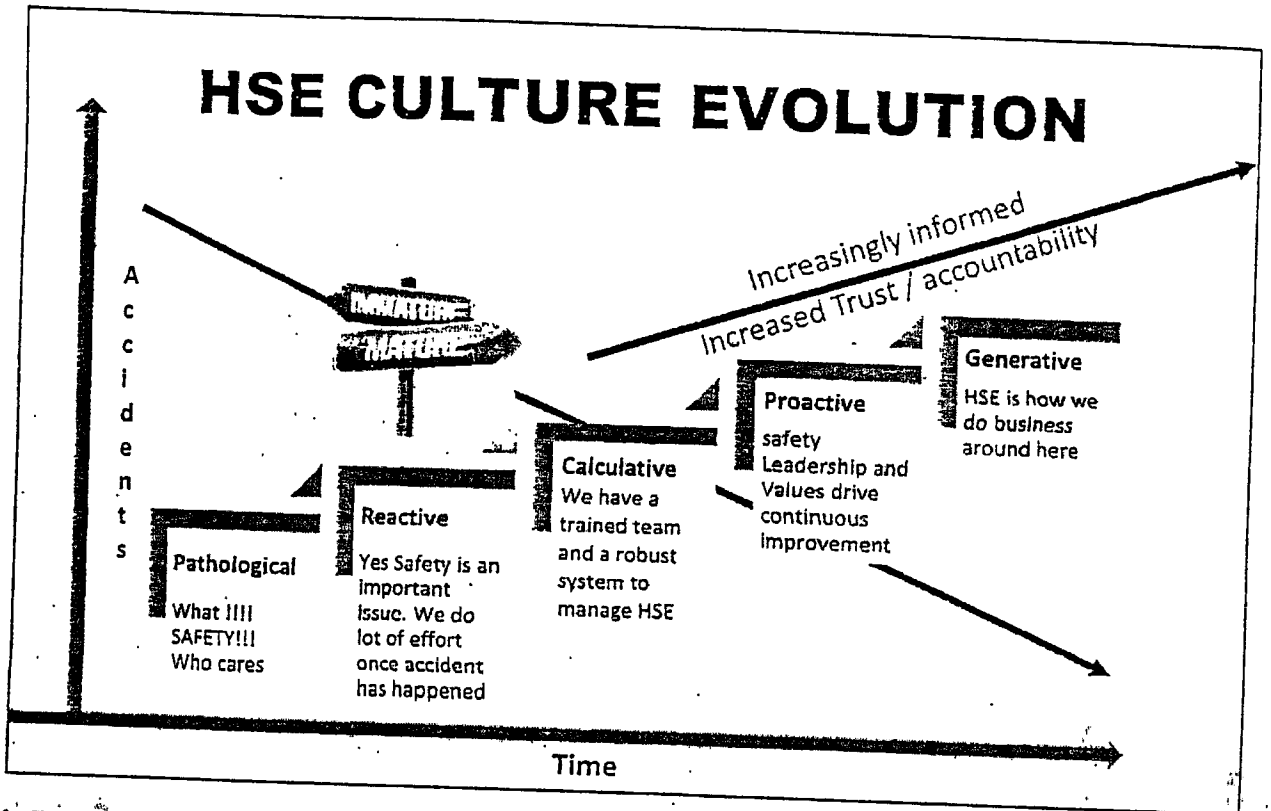 HSE CULTURE EVOLUTION
Accidents
IMMATURE
MATURE
Increasingly informed
Increased Trust / accountability
Pathological
What !!!!
SAFETY!!!
Who cares
Reactive
Yes Safety is an
important
issue. We do
lot of effort
once accident
has happened
Calculative
We have a
trained team
and a robust
system to
manage HSE
Proactive
safety
Leadership and
Values drive
continuous
improvement
Generative
HSE is how we
do business
around here
Time